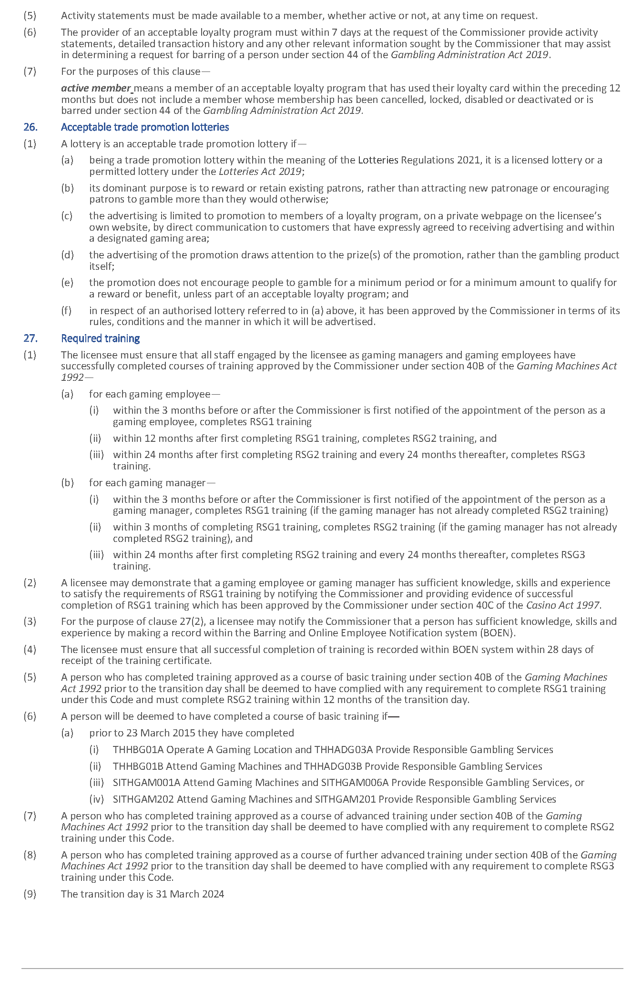 (5) Activity statements must be made available to a member, whether active or not, at any time on request.
(6) The provider of an acceptable loyalty program must within 7 days at the request of the Commissioner provide activity
statements, detailed transaction history and any other relevant information sought by the Commissioner that may assist
in determining a request for barring of a person under section 44 of the Gambling Administration Act 2019.
(7) For the purposes of this clause—
active member means a member of an acceptable loyalty program that has used their loyalty card within the preceding 12
months but does not include a member whose membership has been cancelled, locked, disabled or deactivated or is
barred under section 44 of the Gambling Administration Act 2019.
26. Acceptable trade promotion lotteries
(1) A lottery is an acceptable trade promotion lottery if—
(a) being a trade promotion lottery within the meaning of the Lotteries Regulations 2021, it is a licensed lottery or a
permitted lottery under the Lotteries Act 2019;
(b) its dominant purpose is to reward or retain existing patrons, rather than attracting new patronage or encouraging
patrons to gamble more than they would otherwise;
(c) the advertising is limited to promotion to members of a loyalty program, on a private webpage on the licensee's
own website, by direct communication to customers that have expressly agreed to receiving advertising and within
a designated gaming area;
(d) the advertising of the promotion draws attention to the prize(s) of the promotion, rather than the gambling product
itself;
(e) the promotion does not encourage people to gamble for a minimum period or for a minimum amount to qualify for
a reward or benefit, unless part of an acceptable loyalty program; and
(f) in respect of an authorised lottery referred to in (a) above, it has been approved by the Commissioner in terms of its
rules, conditions and the manner in which it will be advertised.
27. Required training
(1) The licensee must ensure that all staff engaged by the licensee as gaming managers and gaming employees have
successfully completed courses of training approved by the Commissioner under section 40B of the Gaming Machines Act
1992—
(a) for each gaming employee—
(i) within the 3 months before or after the Commissioner is first notified of the appointment of the person as a
gaming employee, completes RSG1 training
(ii) within 12 months after first completing RSG1 training, completes RSG2 training, and
(iii) within 24 months after first completing RSG2 training and every 24 months thereafter, completes RSG3
training.
(b) for each gaming manager—
(i) within the 3 months before or after the Commissioner is first notified of the appointment of the person as a
gaming manager, completes RSG1 training (if the gaming manager has not already completed RSG2 training)
(ii) within 3 months of completing RSG1 training, completes RSG2 training (if the gaming manager has not already
completed RSG2 training), and
(iii) within 24 months after first completing RSG2 training and every 24 months thereafter, completes RSG3
training.
(2) A licensee may demonstrate that a gaming employee or gaming manager has sufficient knowledge, skills and experience
to satisfy the requirements of RSG1 training by notifying the Commissioner and providing evidence of successful
completion of RSG1 training which has been approved by the Commissioner under section 40C of the Casino Act 1997.
(3) For the purpose of clause 27(2), a licensee may notify the Commissioner that a person has sufficient knowledge, skills and
experience by making a record within the Barring and Online Employee Notification system (BOEN).
(4) The licensee must ensure that all successful completion of training is recorded within BOEN system within 28 days of
receipt of the training certificate.
(5) A person who has completed training approved as a course of basic training under section 40B of the Gaming Machines
Act 1992 prior to the transition day shall be deemed to have complied with any requirement to complete RSG1 training
under this Code and must complete RSG2 training within 12 months of the transition day.
(6) A person will be deemed to have completed a course of basic training if—
(a) prior to 23 March 2015 they have completed
(i) THHBG01A Operate A Gaming Location and THHADG03A Provide Responsible Gambling Services
(ii) THHBG01B Attend Gaming Machines and THHADG03B Provide Responsible Gambling Services
(iii) SITHGAM001A Attend Gaming Machines and SITHGAM006A Provide Responsible Gambling Services, or
(iv) SITHGAM202 Attend Gaming Machines and SITHGAM201 Provide Responsible Gambling Services
(7) A person who has completed training approved as a course of advanced training under section 40B of the Gaming
Machines Act 1992 prior to the transition day shall be deemed to have complied with any requirement to complete RSG2
training under this Code.
(8) A person who has completed training approved as a course of further advanced training under section 40B of the Gaming
Machines Act 1992 prior to the transition day shall be deemed to have complied with any requirement to complete RSG3
training under this Code.
(9) The transition day is 31 March 2024